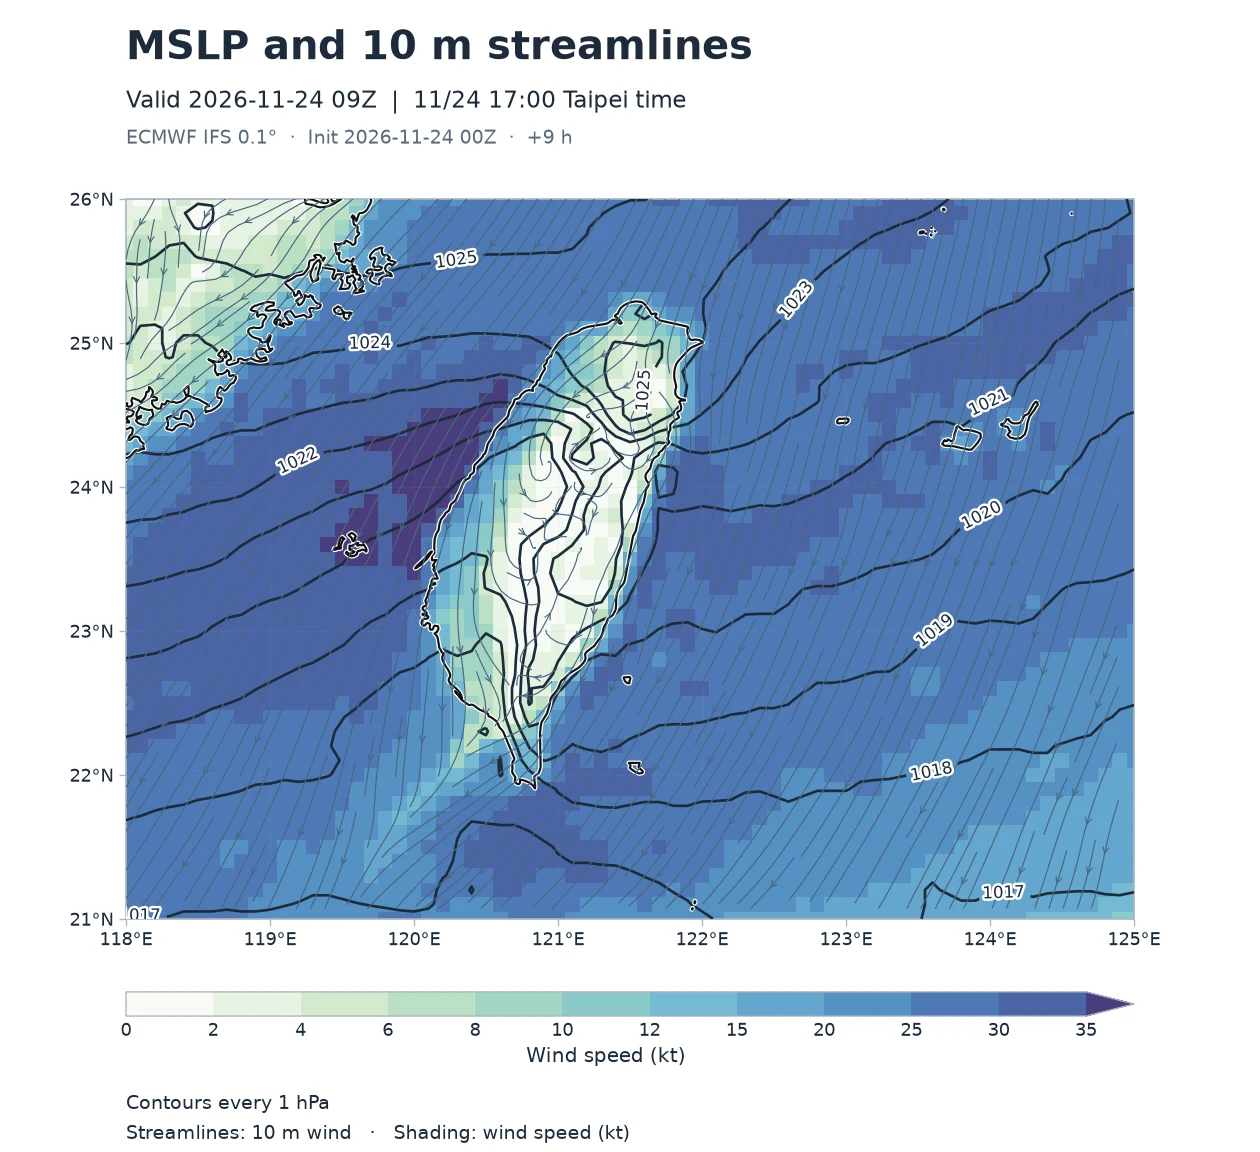 MSLP and 10 m streamlines
Valid 2026-11-24 09Z | 11/24 17:00 Taipei time
ECMWF IFS 0.1° · Init 2026-11-24 00Z · +9 h
26°N
25°N
24°N
23°N
22°N
21°N
1025
1023
1024
1025
1021
1022
1020
1019
1018
1017
017
118°E 119°E 120°E 121°E 122°E 123°E 124°E 125°E
0 2 4 6 8 10 12 15 20 25 30 35
Wind speed (kt)
Contours every 1 hPa
Streamlines: 10 m wind · Shading: wind speed (kt)